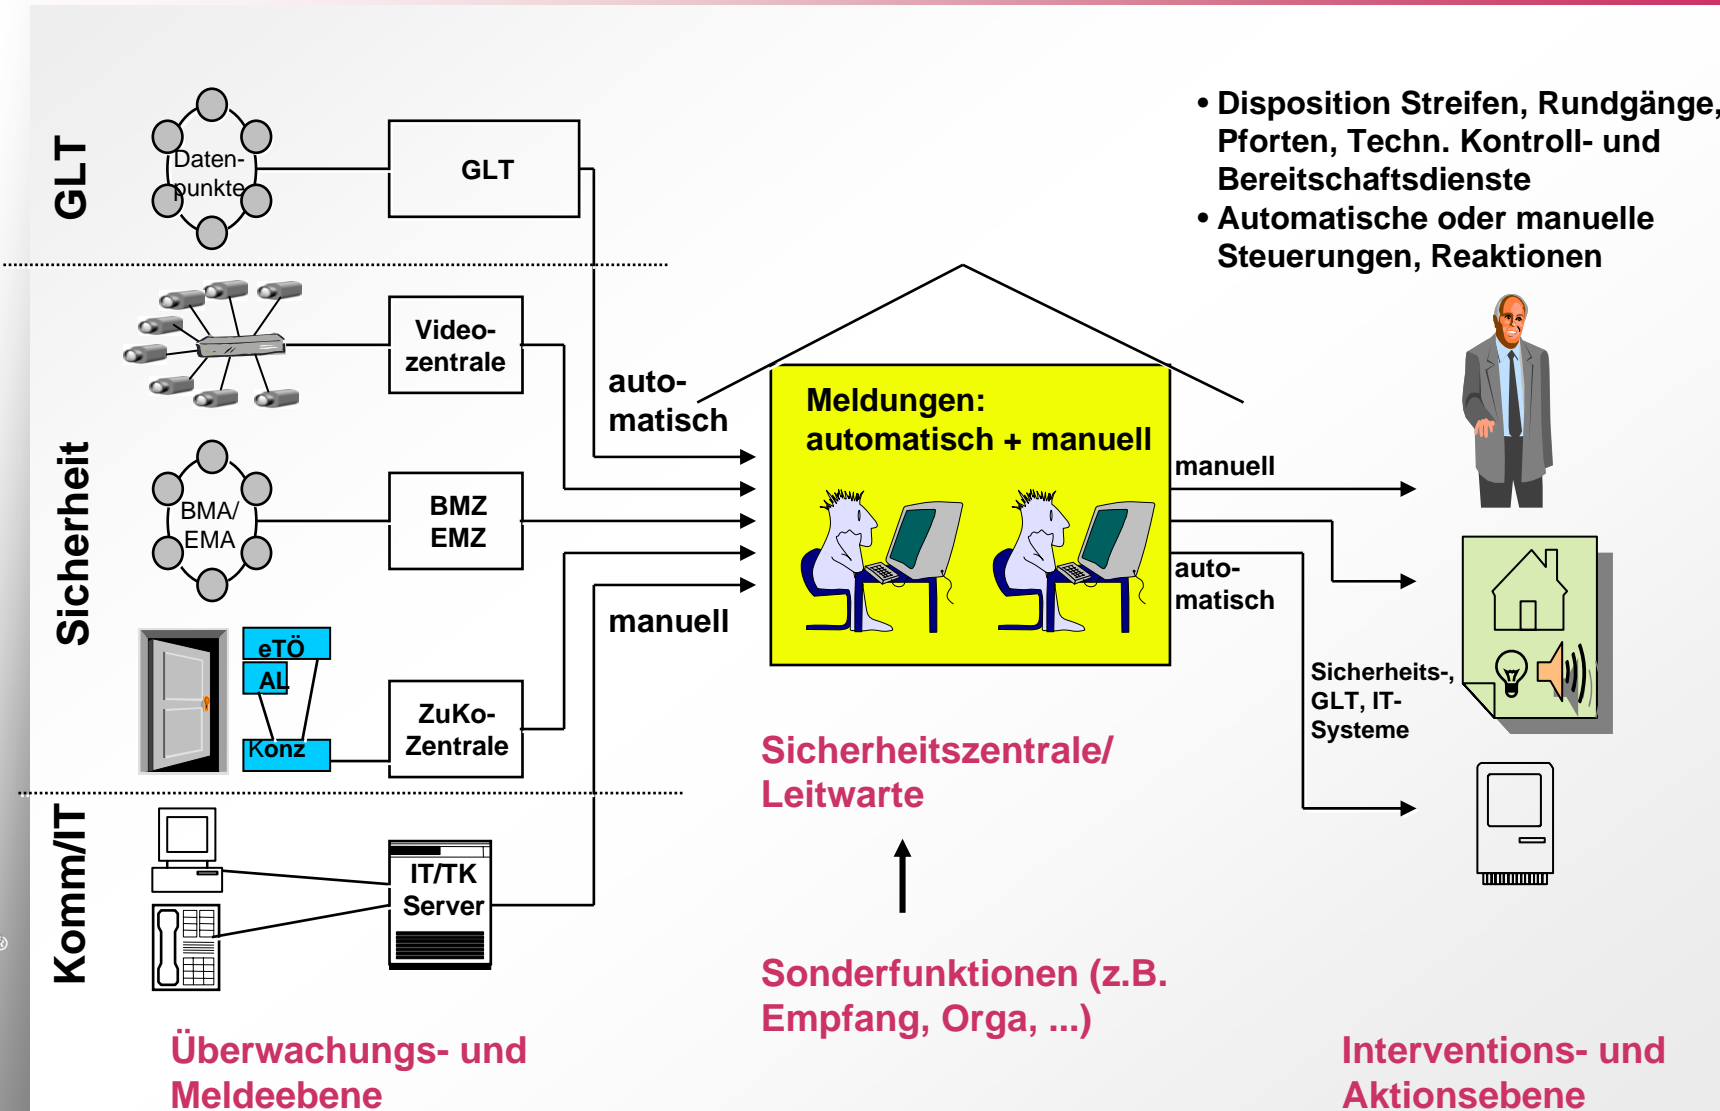 • Disposition Streifen, Rundgänge,
Pforten, Techn. Kontroll- und
Bereitschaftsdienste
• Automatische oder manuelle
Steuerungen, Reaktionen
GLT
Daten-
punkte
GLT
Sicherheit
Video-
zentrale
BMA/
EMA
BMZ
EMZ
eTÖ
AL
Konz
ZuKo-
Zentrale
Komm/IT
IT/TK
Server
auto-
matisch
manuell
Meldungen:
automatisch + manuell
manuell
auto-
matisch
Sicherheits-,
GLT, IT-
Systeme
Sicherheitszentrale/
Leitwarte
Sonderfunktionen (z.B.
Empfang, Orga, ...)
Überwachungs- und
Meldeebene
Interventions- und
Aktionsebene
®